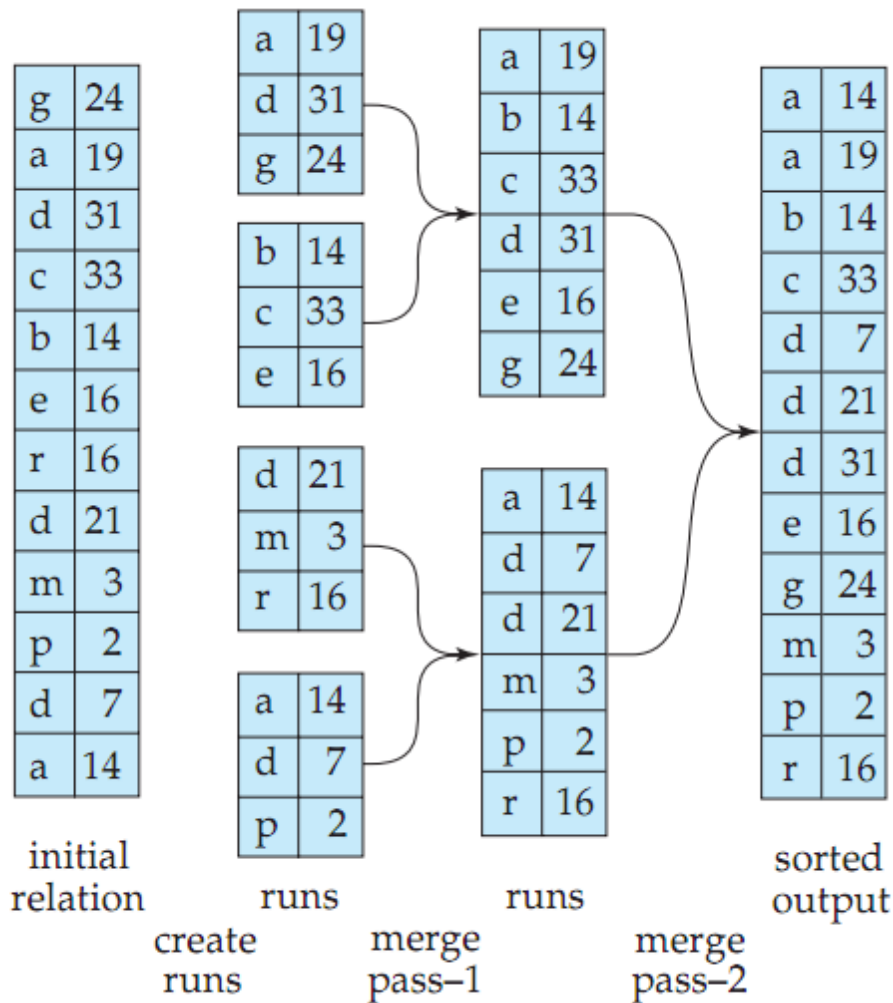 g 24
a 19
d 31
c 33
b 14
e 16
r 16
d 21
m 3
p 2
d 7
a 14
initial
relation
create
runs
a 19
d 31
g 24
b 14
c 33
e 16
d 21
m 3
r 16
a 14
d 7
p 2
runs
merge
pass–1
a 19
b 14
c 33
d 31
e 16
g 24
a 14
d 7
d 21
m 3
p 2
r 16
runs
merge
pass–2
a 14
a 19
b 14
c 33
d 7
d 21
d 31
e 16
g 24
m 3
p 2
r 16
sorted
output